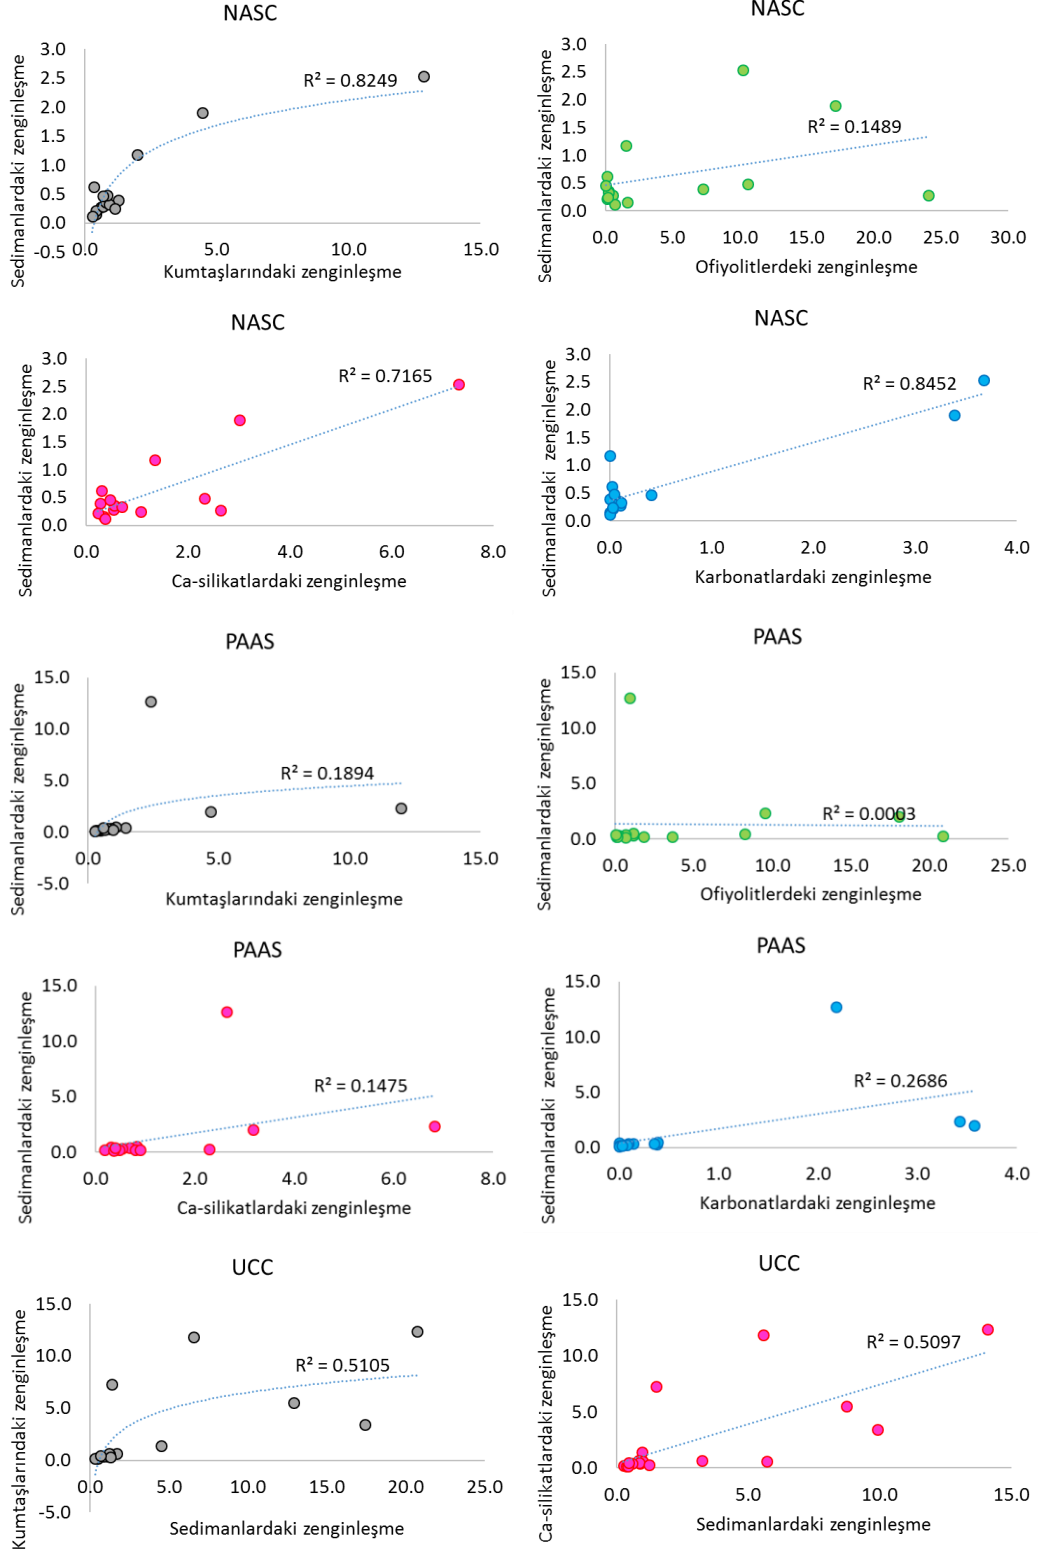 NASC
Sedimanlardaki zenginleşme
3.0
2.5
2.0
1.5
1.0
0.5
0.0
-0.5
R² = 0.8249
0.0
5.0
10.0
15.0
Kumtaşlarındaki zenginleşme
NASC
Sedimanlardaki zenginleşme
3.0
2.5
2.0
1.5
1.0
0.5
0.0
R² = 0.1489
0.0
5.0
10.0
15.0
20.0
25.0
30.0
Ofiyolitlerdeki zenginleşme
NASC
Sedimanlardaki zenginleşme
3.0
2.5
2.0
1.5
1.0
0.5
0.0
R² = 0.7165
0.0
2.0
4.0
6.0
8.0
Ca-silikatlardaki zenginleşme
NASC
Sedimanlardaki zenginleşme
3.0
2.5
2.0
1.5
1.0
0.5
0.0
R² = 0.8452
0.0
1.0
2.0
3.0
4.0
Karbonatlardaki zenginleşme
PAAS
Sedimanlardaki zenginleşme
15.0
10.0
5.0
0.0
-5.0
R² = 0.1894
0.0
5.0
10.0
15.0
Kumtaşlarındaki zenginleşme
PAAS
Sedimanlardaki zenginleşme
15.0
10.0
5.0
0.0
R² = 0.0003
0.0
5.0
10.0
15.0
20.0
25.0
Ofiyolitlerdeki zenginleşme
PAAS
Sedimanlardaki zenginleşme
15.0
10.0
5.0
0.0
R² = 0.1475
0.0
2.0
4.0
6.0
8.0
Ca-silikatlardaki zenginleşme
PAAS
Sedimanlardaki zenginleşme
15.0
10.0
5.0
0.0
R² = 0.2686
0.0
1.0
2.0
3.0
4.0
Karbonatlardaki zenginleşme
UCC
Kumtaşlarındaki zenginleşme
15.0
10.0
5.0
0.0
-5.0
R² = 0.5105
0.0
5.0
10.0
15.0
20.0
25.0
Sedimanlardaki zenginleşme
UCC
Ca-silikatlardaki zenginleşme
15.0
10.0
5.0
0.0
R² = 0.5097
0.0
5.0
10.0
15.0
Sedimanlardaki zenginleşme